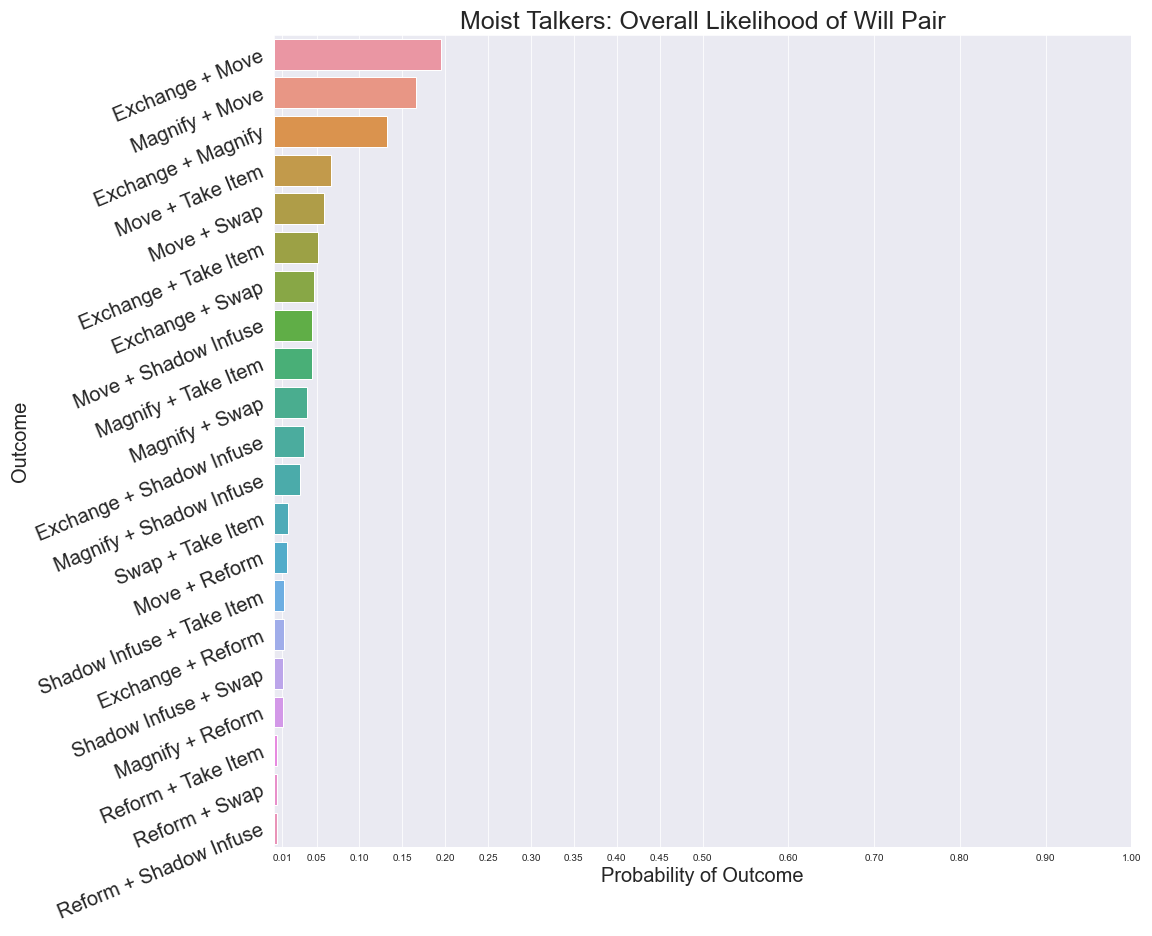 Moist Talkers: Overall Likelihood of Will Pair
Outcome
Exchange + Move
Magnify + Move
Exchange + Magnify
Move + Take Item
Move + Swap
Exchange + Take Item
Exchange + Swap
Move + Shadow Infuse
Magnify + Take Item
Magnify + Swap
Exchange + Shadow Infuse
Magnify + Shadow Infuse
Swap + Take Item
Move + Reform
Shadow Infuse + Take Item
Exchange + Reform
Shadow Infuse + Swap
Magnify + Reform
Reform + Take Item
Reform + Swap
Reform + Shadow Infuse
0.01 0.05 0.10 0.15 0.20 0.25 0.30 0.35 0.40 0.45 0.50 0.60 0.70 0.80 0.90 1.00
Probability of Outcome